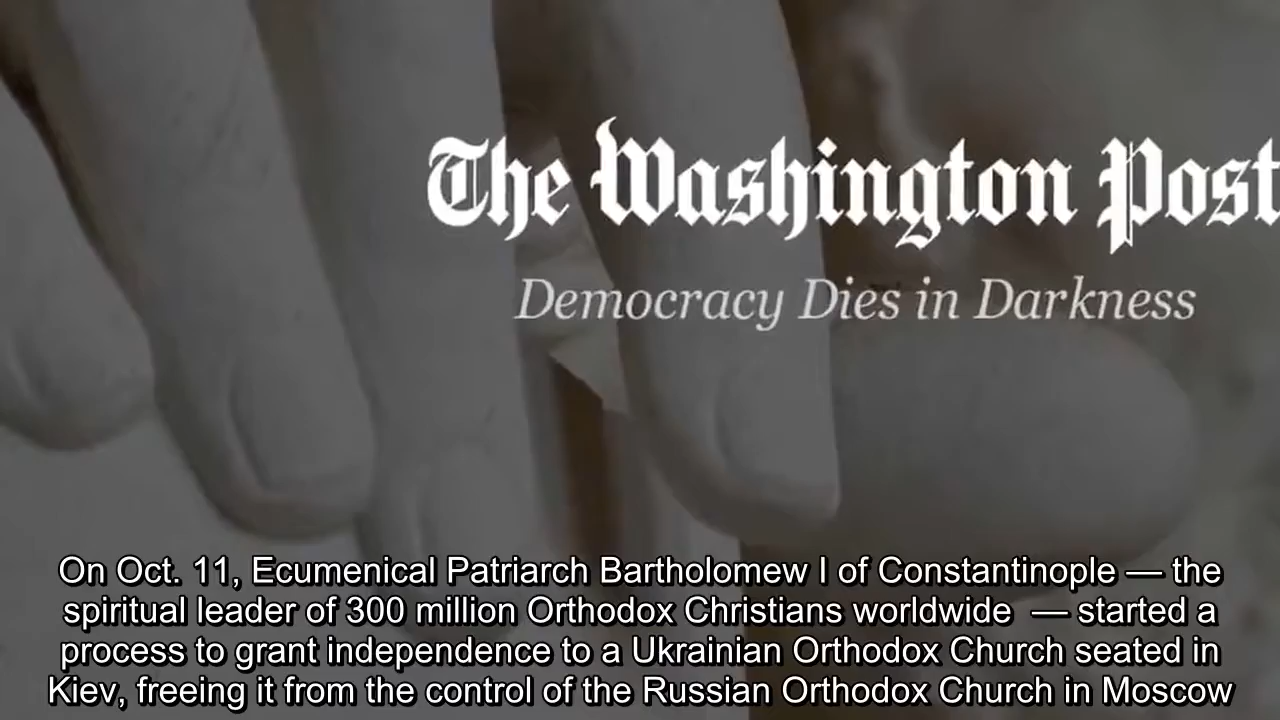 The Washington Post
Democracy Dies in Darkness
On Oct. 11, Ecumenical Patriarch Bartholomew I of Constantinople — the
spiritual leader of 300 million Orthodox Christians worldwide — started a
process to grant independence to a Ukrainian Orthodox Church seated in
Kiev, freeing it from the control of the Russian Orthodox Church in Moscow